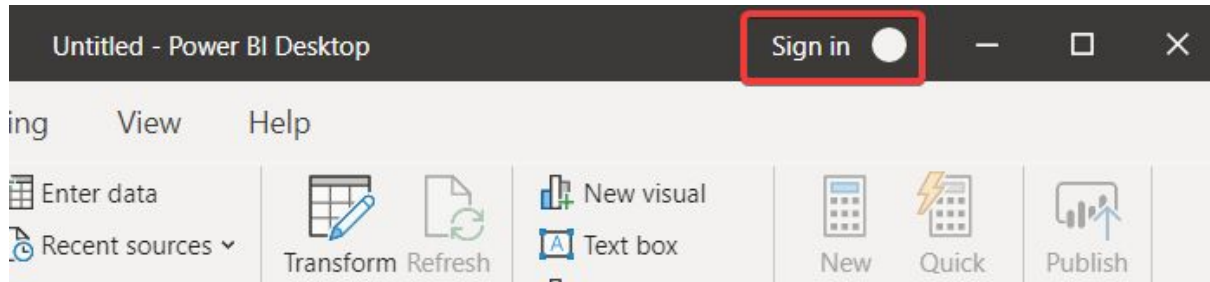 Untitled - Power BI Desktop Sign in
ing View Help
Enter data New visual
Recent sources Text box
Transform Refresh New Quick Publish